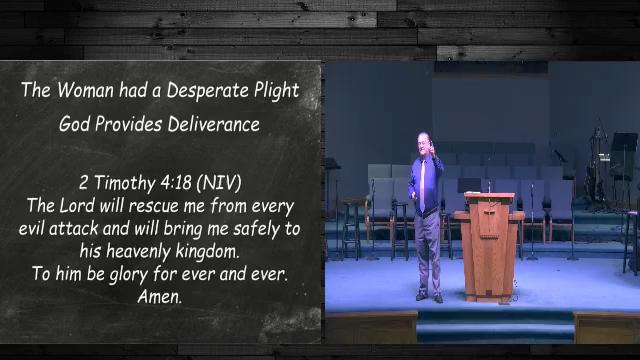 The Woman had a Desperate Plight
God Provides Deliverance
2 Timothy 4:18 (NIV)
The Lord will rescue me from every
evil attack and will bring me safely to
his heavenly kingdom.
To him be glory for ever and ever.
Amen.